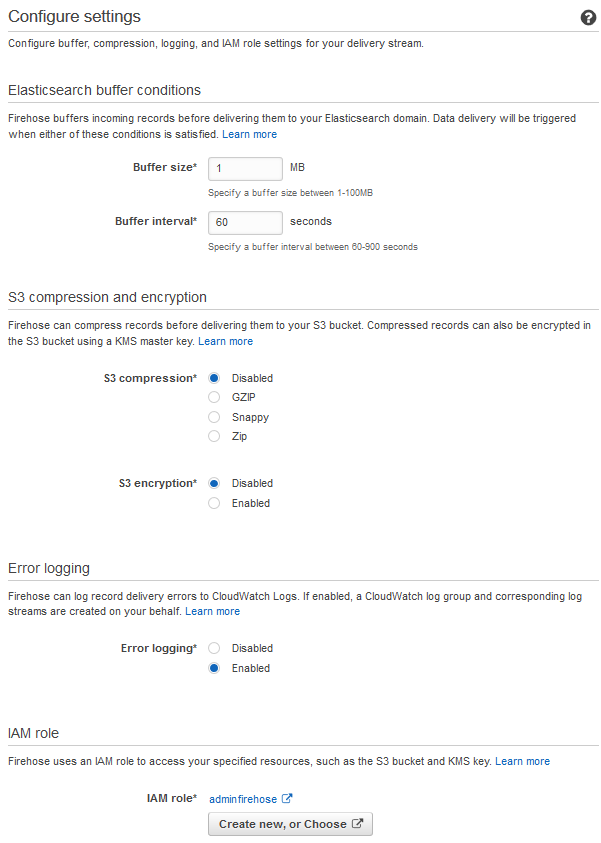 Configure settings
Configure buffer, compression, logging, and IAM role settings for your delivery stream.
Elasticsearch buffer conditions
Firehose buffers incoming records before delivering them to your Elasticsearch domain. Data delivery will be triggered
when either of these conditions is satisfied. Learn more
Buffer size* 1 MB
Specify a buffer size between 1-100MB
Buffer interval* 60 seconds
Specify a buffer interval between 60-900 seconds
S3 compression and encryption
Firehose can compress records before delivering them to your S3 bucket. Compressed records can also be encrypted in
the S3 bucket using a KMS master key. Learn more
S3 compression* Disabled
GZIP
Snappy
Zip
S3 encryption* Disabled
Enabled
Error logging
Firehose can log record delivery errors to CloudWatch Logs. If enabled, a CloudWatch log group and corresponding log
streams are created on your behalf. Learn more
Error logging* Disabled
Enabled
IAM role
Firehose uses an IAM role to access your specified resources, such as the S3 bucket and KMS key. Learn more
IAM role* adminfirehose
Create new, or Choose